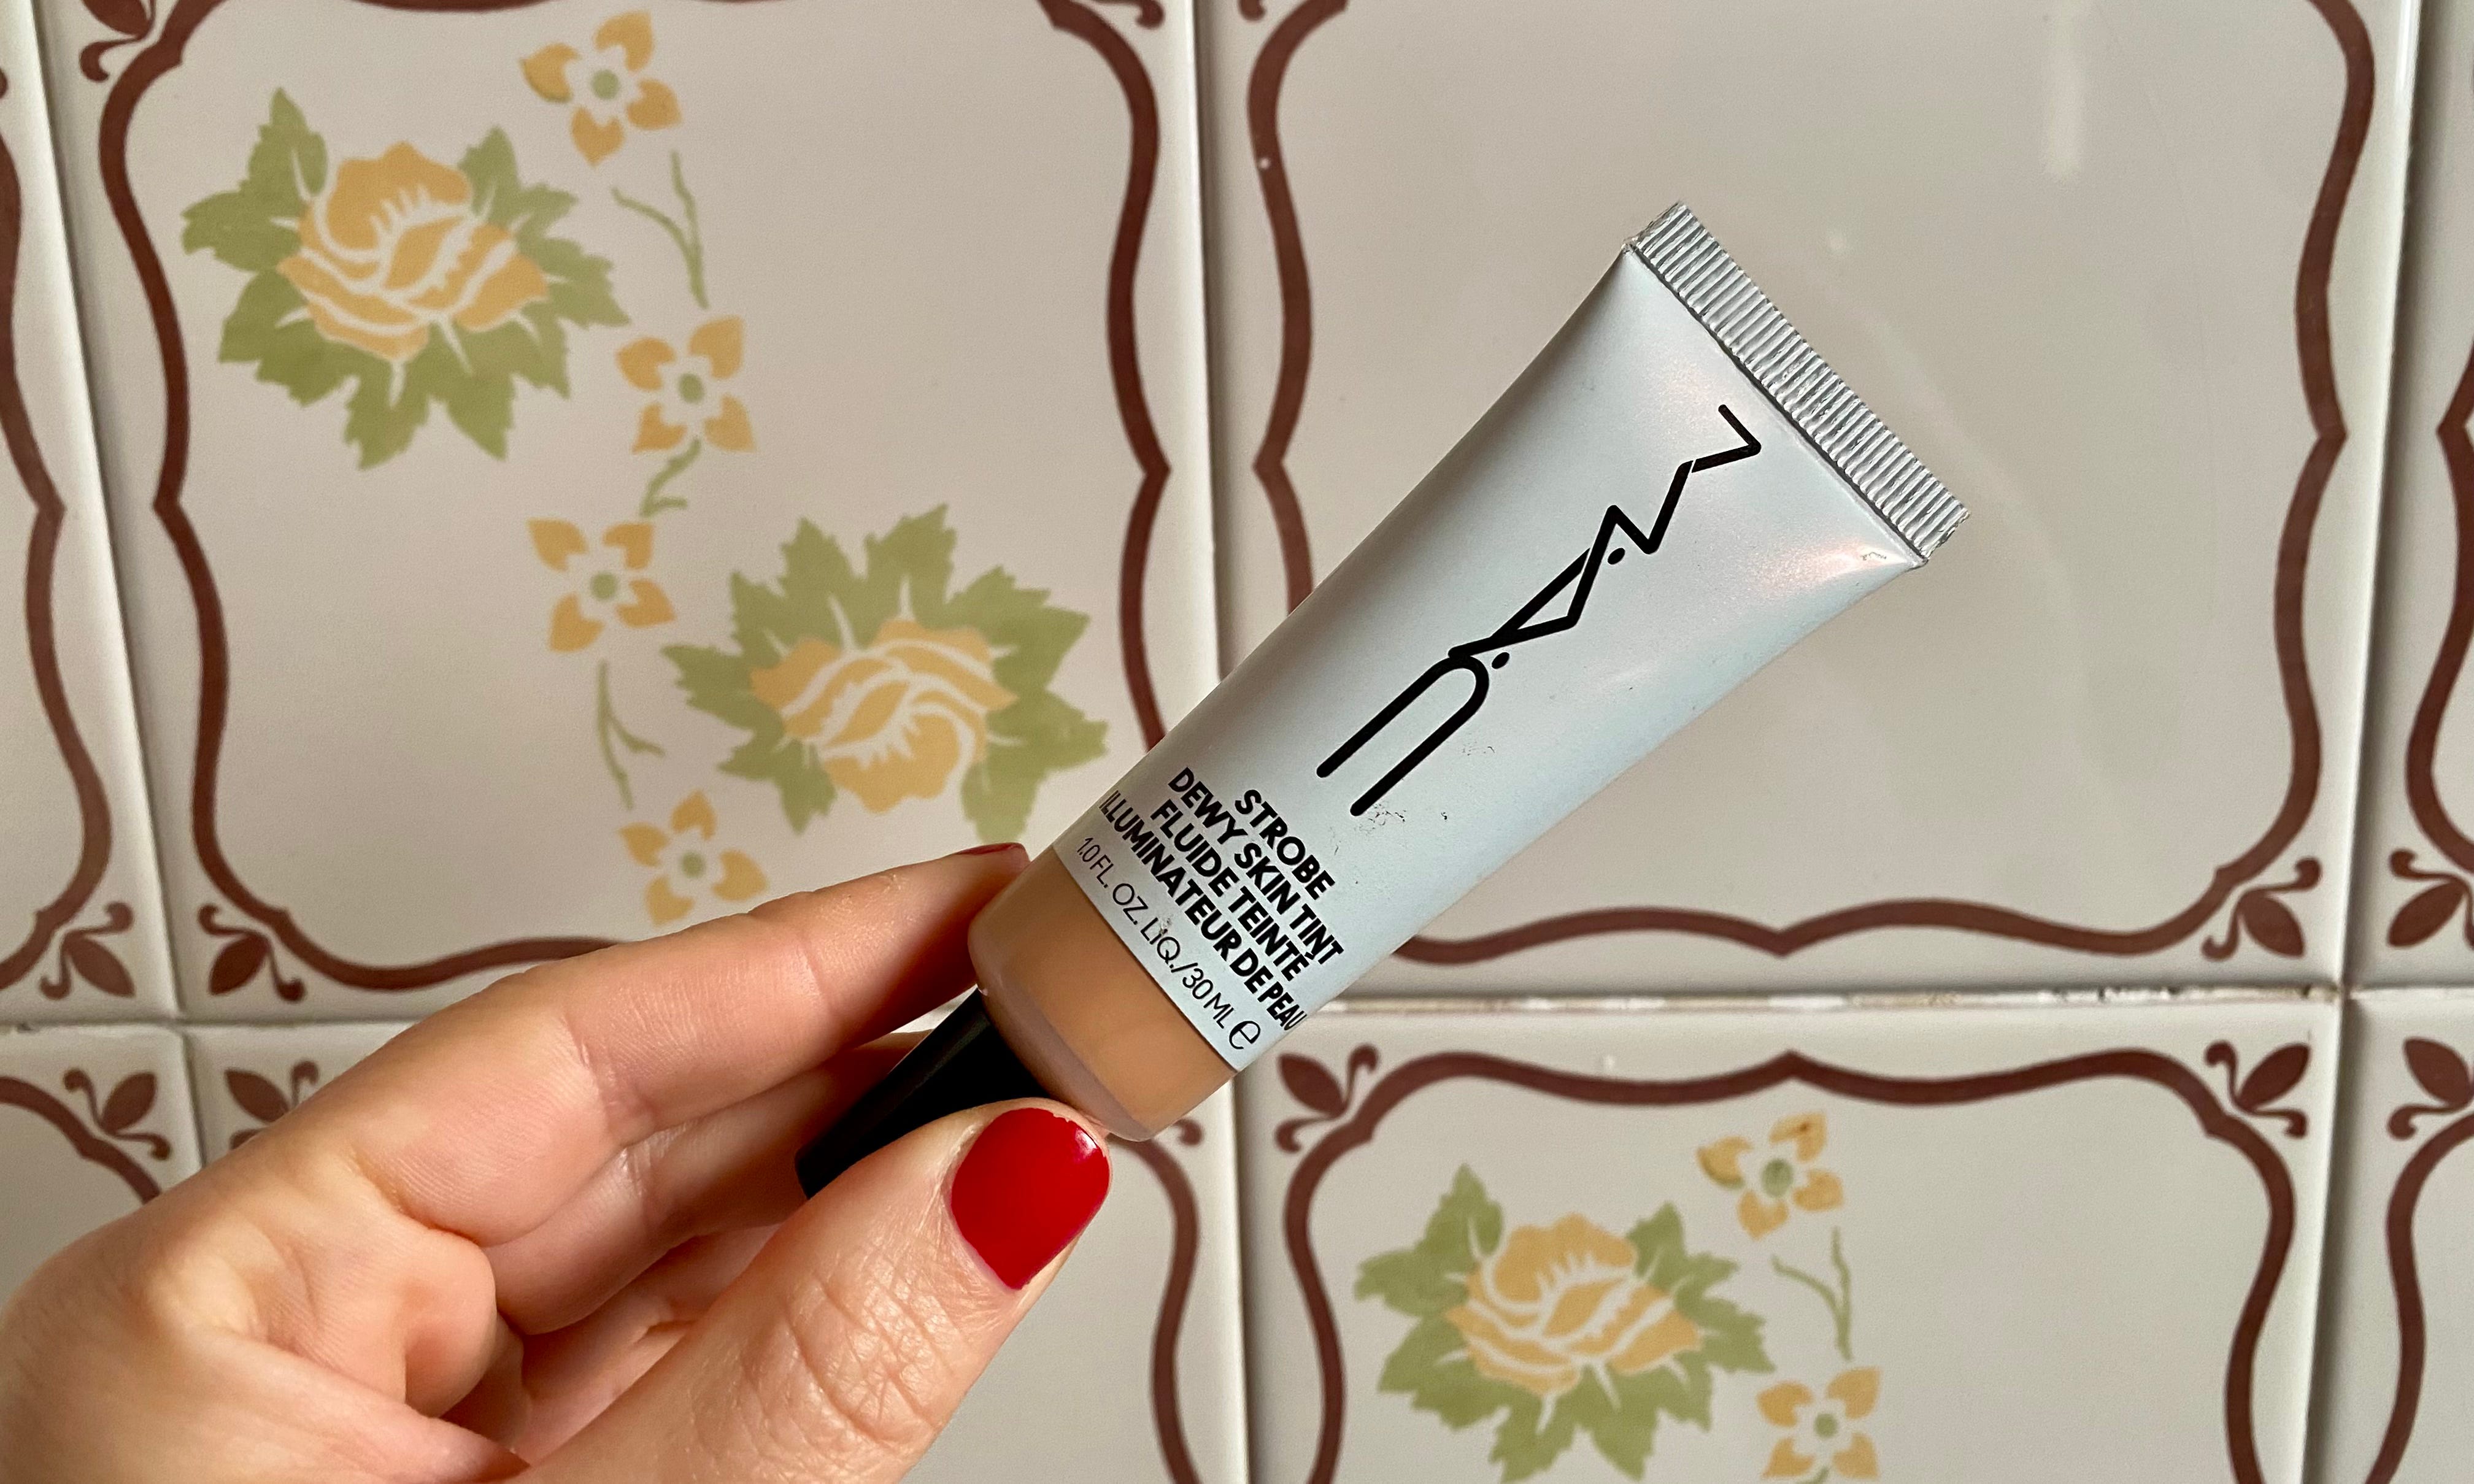 M·A·C
STROBE
DEWY SKIN TINT
FLUIDE TEINTÉ
ILLUMINATEUR DE PEAU
1.0 FL. OZ. LIQ./30 ML ℮